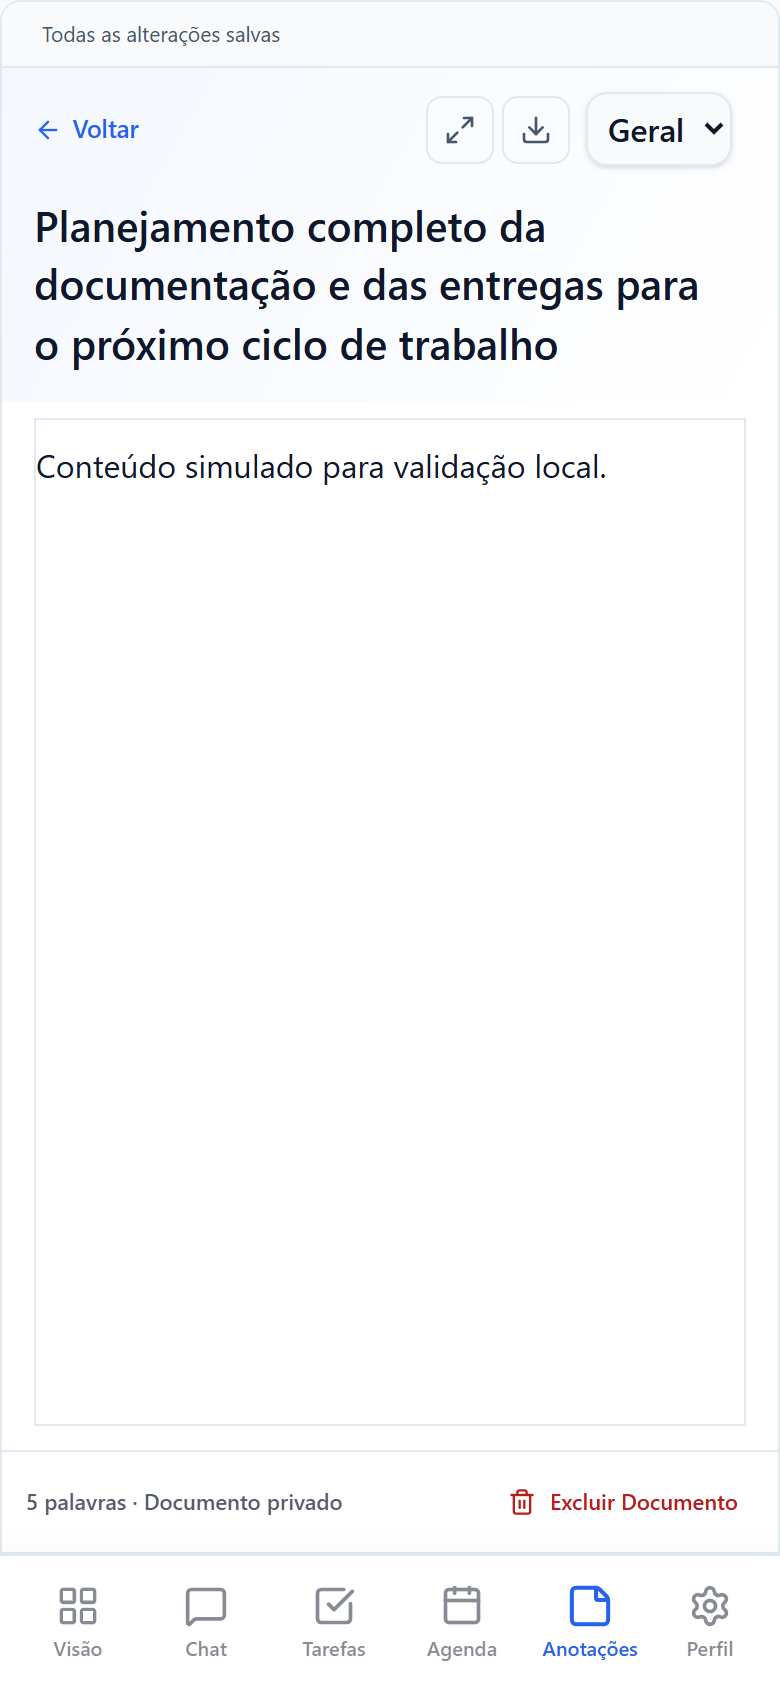 Todas as alterações salvas
Voltar
Geral
Planejamento completo da
documentação e das entregas para
o próximo ciclo de trabalho
Conteúdo simulado para validação local.
5 palavras · Documento privado
Excluir Documento
Visão
Chat
Tarefas
Agenda
Anotações
Perfil